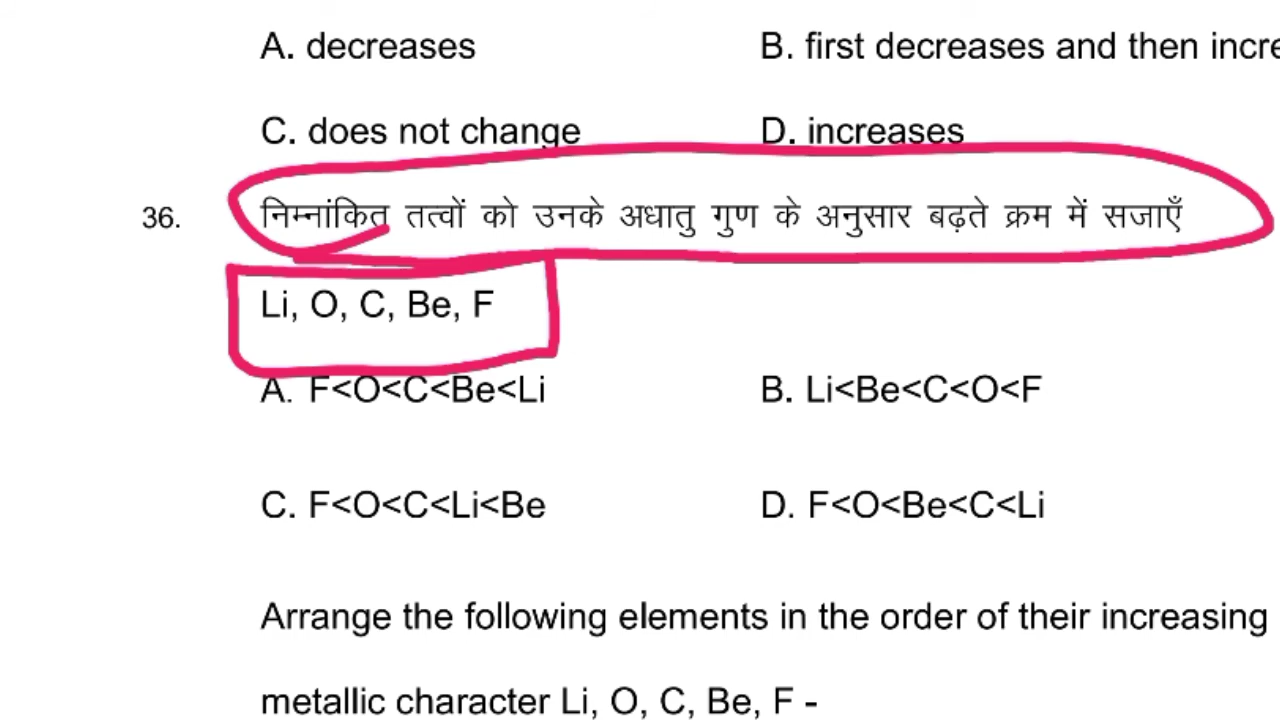 A. decreases B. first decreases and then incre
C. does not change D. increases
36. निम्नांकित तत्वों को उनके अधातु गुण के अनुसार बढ़ते क्रम में सजाएँ
Li, O, C, Be, F
A. F<O<C<Be<Li B. Li<Be<C<O<F
C. F<O<C<Li<Be D. F<O<Be<C<Li
Arrange the following elements in the order of their increasing
metallic character Li, O, C, Be, F -